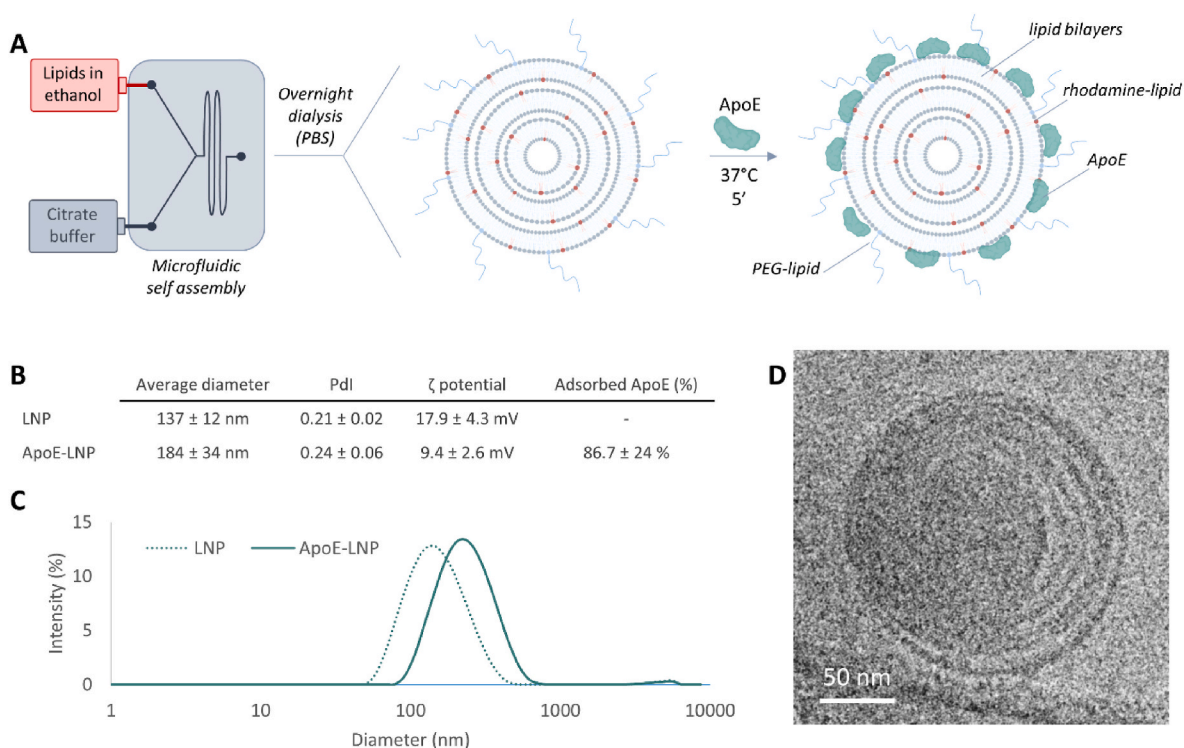 A
Lipids in
ethanol
Citrate
buffer
Microfluidic
self assembly
Overnight
dialysis
(PBS)
ApoE
37°C
5′
lipid bilayers
rhodamine-lipid
ApoE
PEG-lipid
B
Average diameter PdI ζ potential Adsorbed ApoE (%)
LNP 137 ± 12 nm 0.21 ± 0.02 17.9 ± 4.3 mV -
ApoE-LNP 184 ± 34 nm 0.24 ± 0.06 9.4 ± 2.6 mV 86.7 ± 24 %
C
LNP ApoE-LNP
Intensity (%)
15
10
5
0
1 10 100 1000 10000
Diameter (nm)
D
50 nm